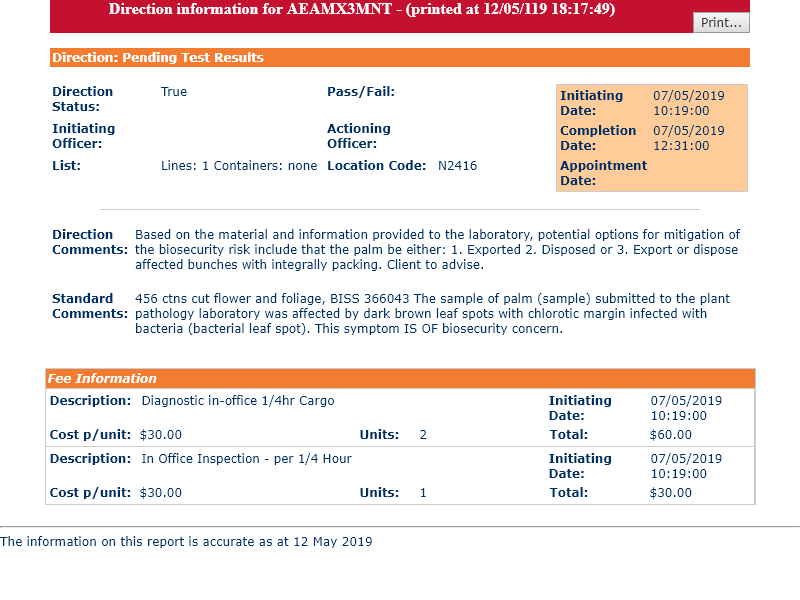 Direction information for AEAMX3MNT - (printed at 12/05/119 18:17:49)
Print...
Direction: Pending Test Results
Direction Status: True Pass/Fail:
Initiating Date: 07/05/2019 10:19:00
Initiating Officer: Actioning Officer:
Completion Date: 07/05/2019 12:31:00
List: Lines: 1 Containers: none Location Code: N2416
Appointment Date:
Direction Comments: Based on the material and information provided to the laboratory, potential options for mitigation of
the biosecurity risk include that the palm be either: 1. Exported 2. Disposed or 3. Export or dispose
affected bunches with integrally packing. Client to advise.
Standard Comments: 456 ctns cut flower and foliage, BISS 366043 The sample of palm (sample) submitted to the plant
pathology laboratory was affected by dark brown leaf spots with chlorotic margin infected with
bacteria (bacterial leaf spot). This symptom IS OF biosecurity concern.
Fee Information
Description: Diagnostic in-office 1/4hr Cargo Initiating Date: 07/05/2019 10:19:00
Cost p/unit: $30.00 Units: 2 Total: $60.00
Description: In Office Inspection - per 1/4 Hour Initiating Date: 07/05/2019 10:19:00
Cost p/unit: $30.00 Units: 1 Total: $30.00
The information on this report is accurate as at 12 May 2019